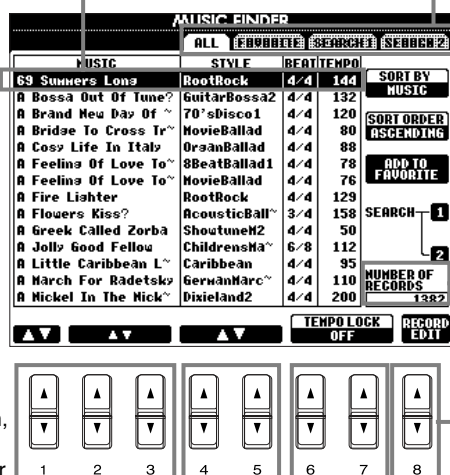 MUSIC FINDER
ALL FAVORITE SEARCH1 SEARCH2
MUSIC STYLE BEAT TEMPO
69 Summers Long RootRock 4/4 144
A Bossa Out Of Tune? GuitarBossa2 4/4 132
A Brand New Day Of ~ 70'sDisco1 4/4 120
A Bridge To Cross Tr~ MovieBallad 4/4 80
A Cosy Life In Italy OrganBallad 4/4 88
A Feeling Of Love To~ 8BeatBallad1 4/4 78
A Feeling Of Love To~ MovieBallad 4/4 76
A Fire Lighter RootRock 4/4 129
A Flowers Kiss? AcousticBall~ 3/4 158
A Greek Called Zorba ShowtuneM2 4/4 50
A Jolly Good Fellow ChildrensMa~ 6/8 112
A Little Caribbean L~ Caribbean 4/4 95
A March For Radetsky GermanMarc~ 4/4 110
A Nickel In The Nick~ Dixieland2 4/4 200
SORT BY
MUSIC
SORT ORDER
ASCENDING
ADD TO
FAVORITE
SEARCH 1
2
NUMBER OF
RECORDS
1382
TEMPO LOCK
OFF
RECORD
EDIT
1 2 3 4 5 6 7 8